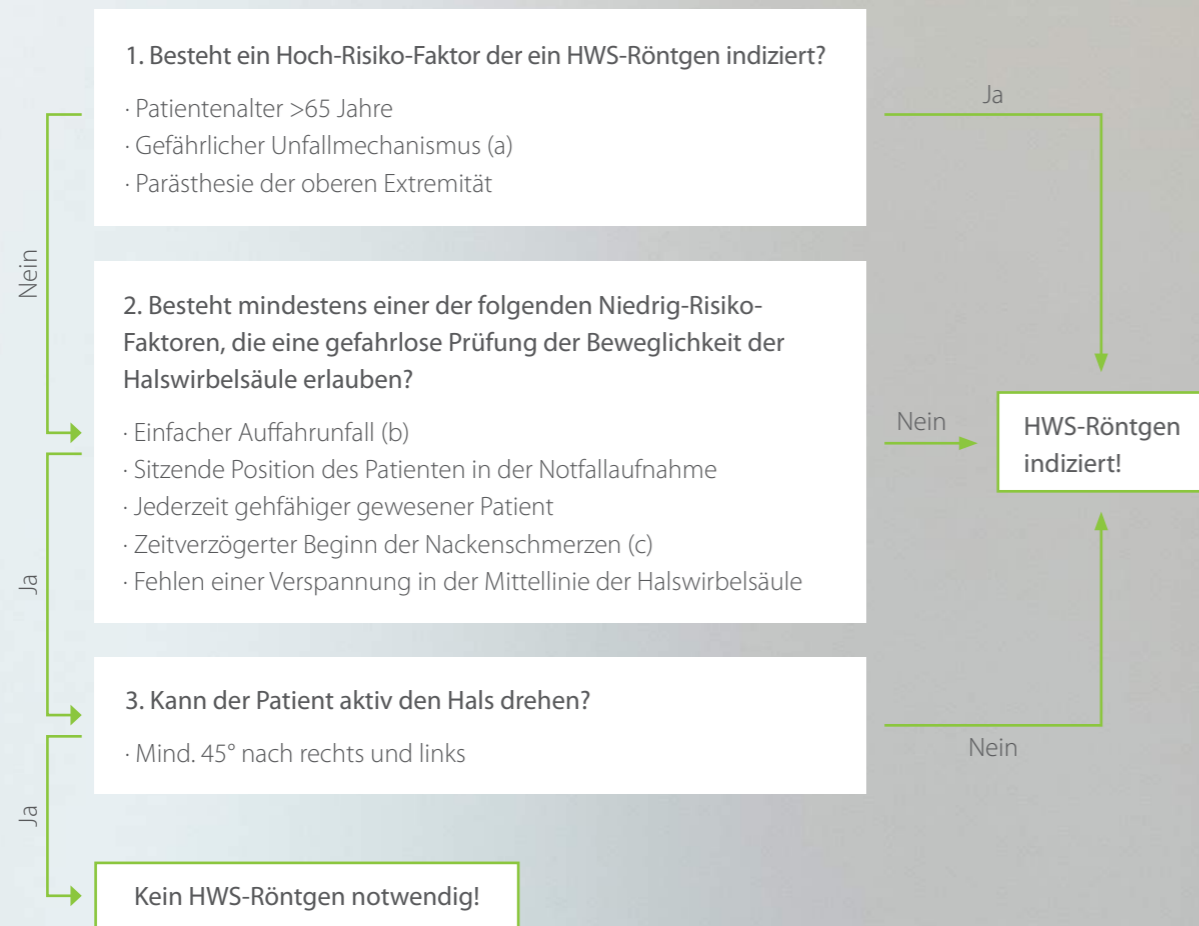 1. Besteht ein Hoch-Risiko-Faktor der ein HWS-Röntgen indiziert?
· Patientenalter >65 Jahre
· Gefährlicher Unfallmechanismus (a)
· Parästhesie der oberen Extremität
Ja
Nein
2. Besteht mindestens einer der folgenden Niedrig-Risiko-
Faktoren, die eine gefahrlose Prüfung der Beweglichkeit der
Halswirbelsäule erlauben?
· Einfacher Auffahrunfall (b)
· Sitzende Position des Patienten in der Notfallaufnahme
· Jederzeit gehfähiger gewesener Patient
· Zeitverzögerter Beginn der Nackenschmerzen (c)
· Fehlen einer Verspannung in der Mittellinie der Halswirbelsäule
Nein
HWS-Röntgen
indiziert!
Ja
3. Kann der Patient aktiv den Hals drehen?
· Mind. 45° nach rechts und links
Nein
Ja
Kein HWS-Röntgen notwendig!